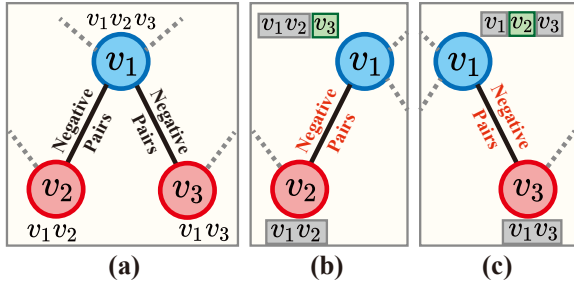 v₁v₂v₃
v₁
Negative
Pairs
Negative
Pairs
v₂
v₃
v₁v₂
v₁v₃
(a)
v₁v₂ v₃
v₁
Negative
Pairs
v₂
v₁v₂
(b)
v₁ v₂ v₃
v₁
Negative
Pairs
v₃
v₁v₃
(c)